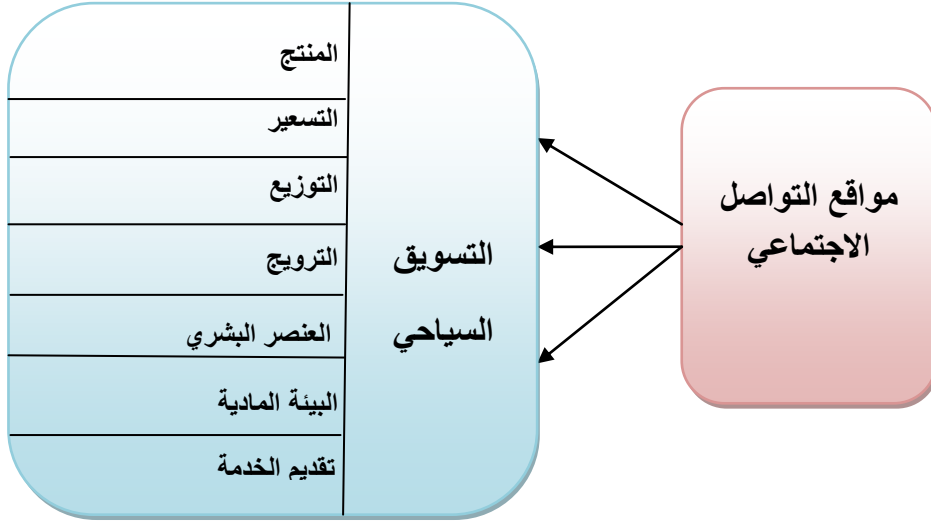 مواقع التواصل
الاجتماعي
التسويق
السياحي
المنتج
التسعير
التوزيع
الترويج
العنصر البشري
البيئة المادية
تقديم الخدمة